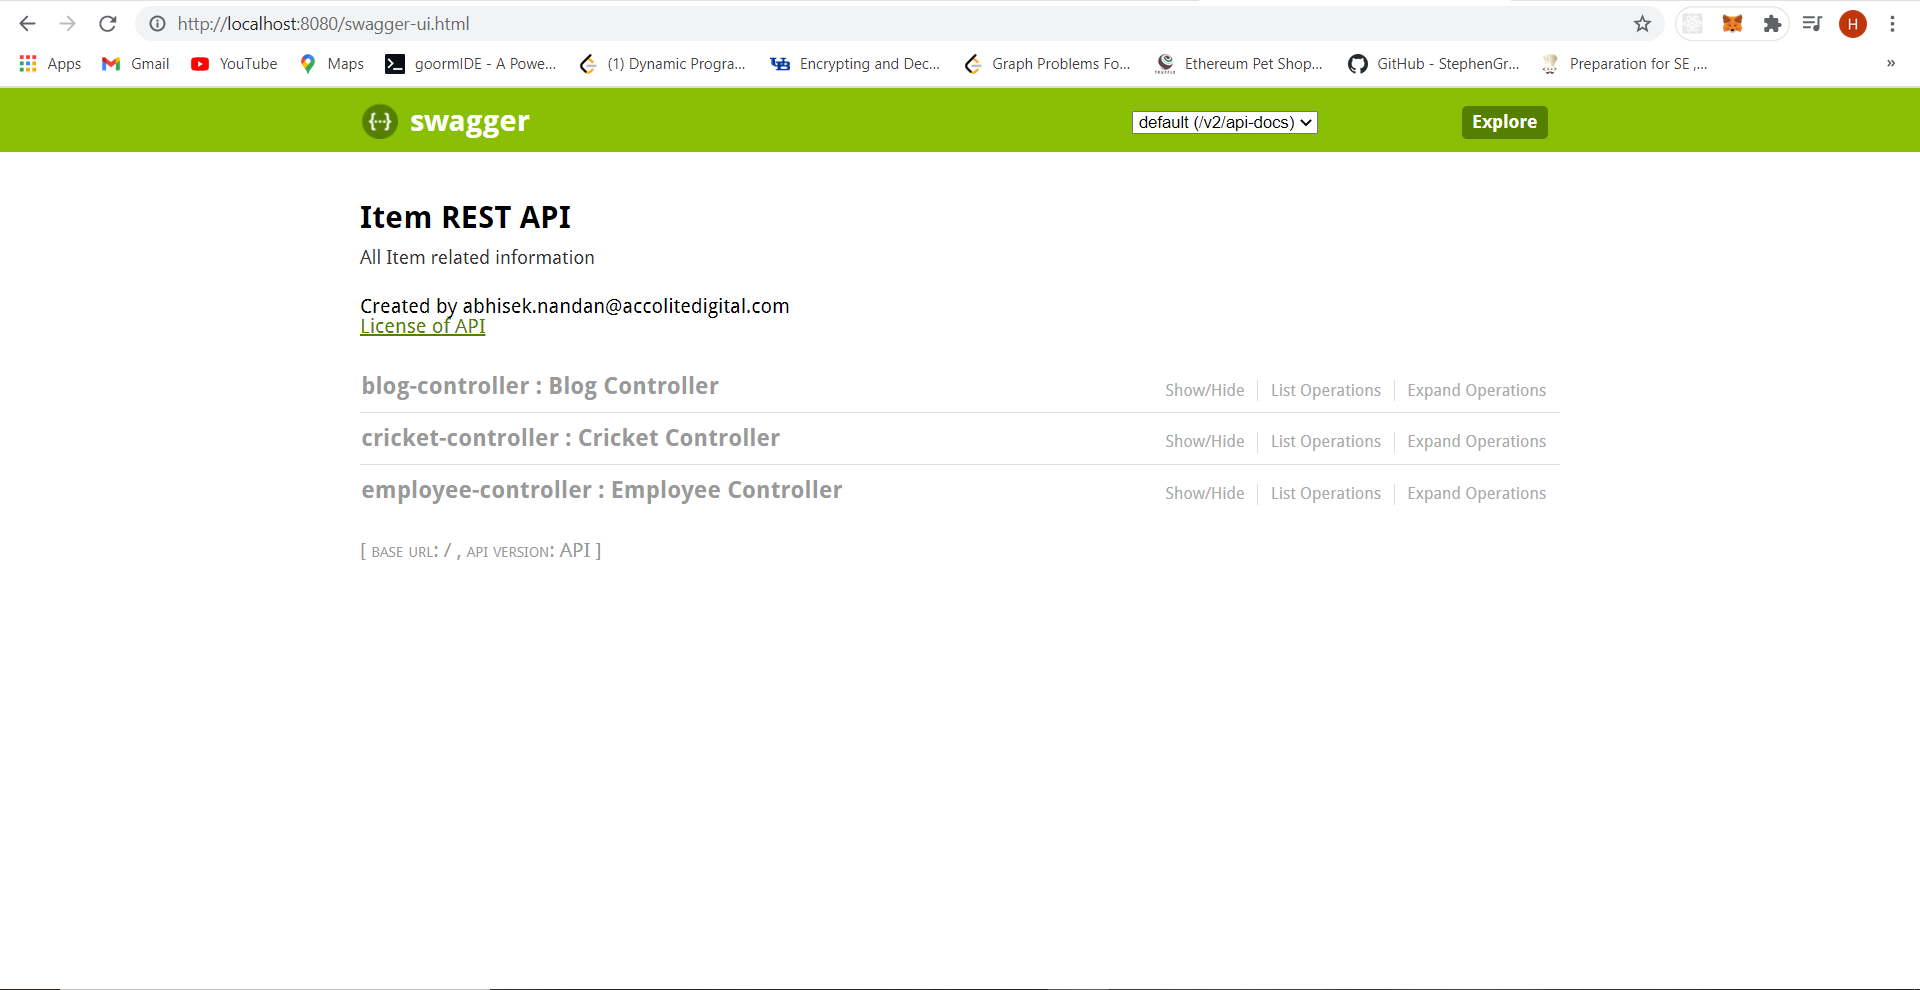 http://localhost:8080/swagger-ui.html
H
Apps Gmail YouTube Maps goormIDE - A Powe... (1) Dynamic Progra... Encrypting and Dec... Graph Problems Fo... Ethereum Pet Shop... GitHub - StephenGr... Preparation for SE ,... »
{···} swagger default (/v2/api-docs) Explore
Item REST API
All Item related information
Created by abhisek.nandan@accolitedigital.com
License of API
blog-controller : Blog Controller Show/Hide List Operations Expand Operations
cricket-controller : Cricket Controller Show/Hide List Operations Expand Operations
employee-controller : Employee Controller Show/Hide List Operations Expand Operations
[ BASE URL: / , API VERSION: API ]